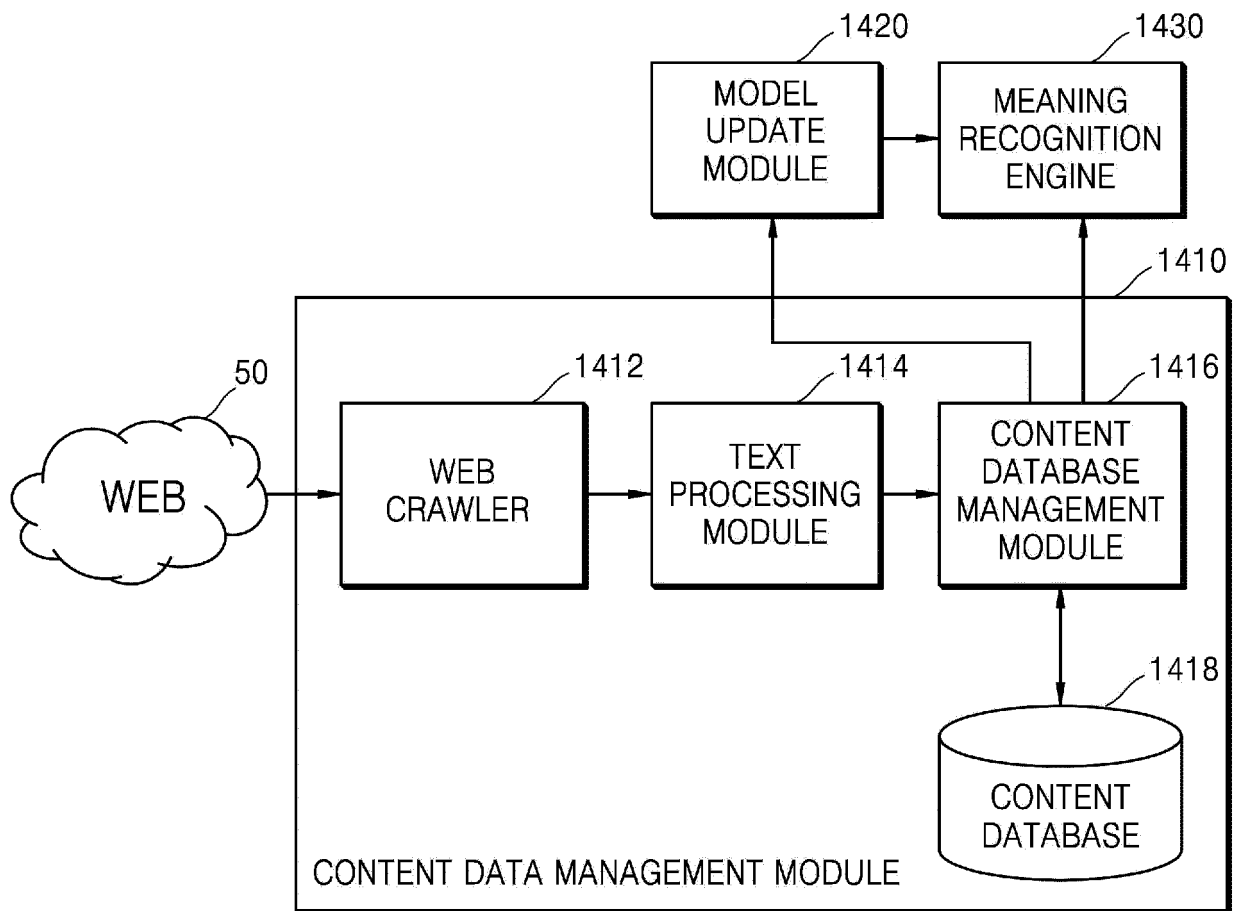 1420
1430
MODEL
UPDATE
MODULE
MEANING
RECOGNITION
ENGINE
1410
50
1412
1414
1416
WEB
WEB
CRAWLER
TEXT
PROCESSING
MODULE
CONTENT
DATABASE
MANAGEMENT
MODULE
1418
CONTENT
DATABASE
CONTENT DATA MANAGEMENT MODULE